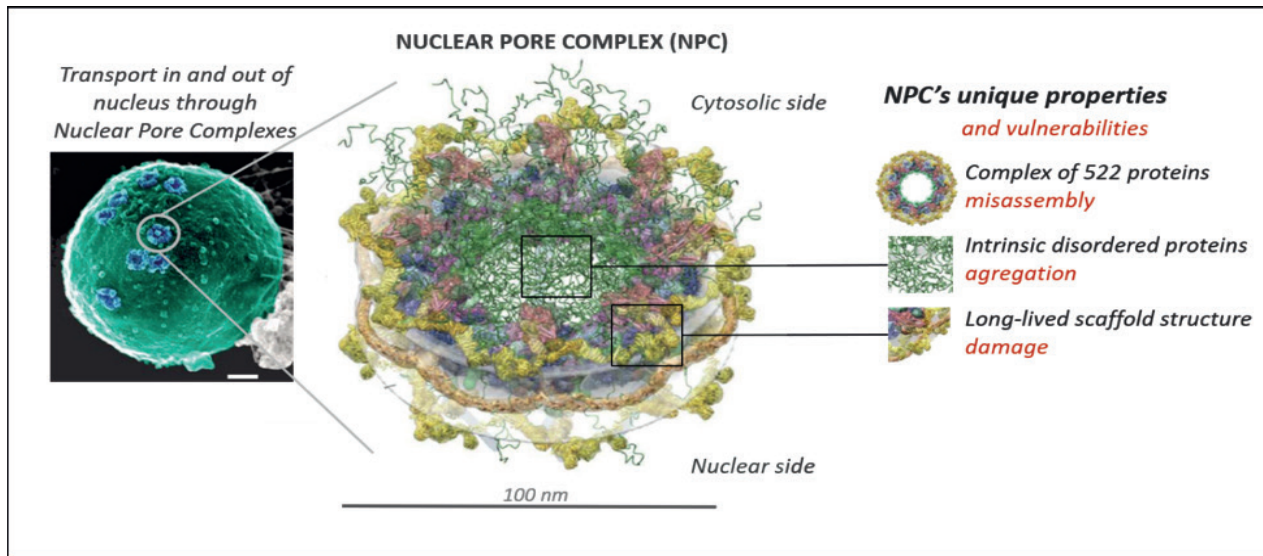 NUCLEAR PORE COMPLEX (NPC)
Transport in and out of
nucleus through
Nuclear Pore Complexes
Cytosolic side
NPC's unique properties
and vulnerabilities
Complex of 522 proteins
misassembly
Intrinsic disordered proteins
agregation
Long-lived scaffold structure
damage
Nuclear side
100 nm